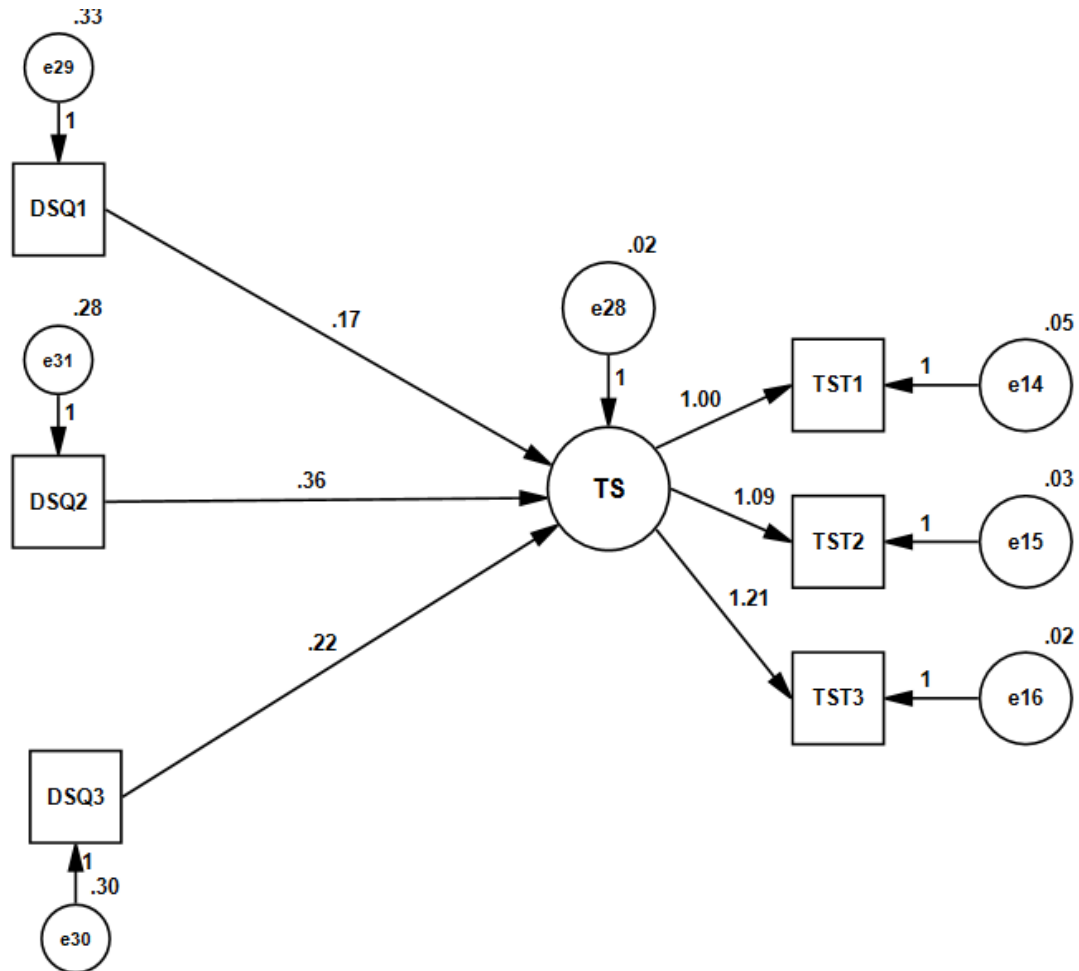 .33
e29
1
DSQ1
.17
.28
e31
1
DSQ2
.36
.02
e28
1
TS
1.00
TST1
1
.05
e14
1.09
TST2
1
.03
e15
1.21
TST3
1
.02
e16
.22
DSQ3
1
.30
e30